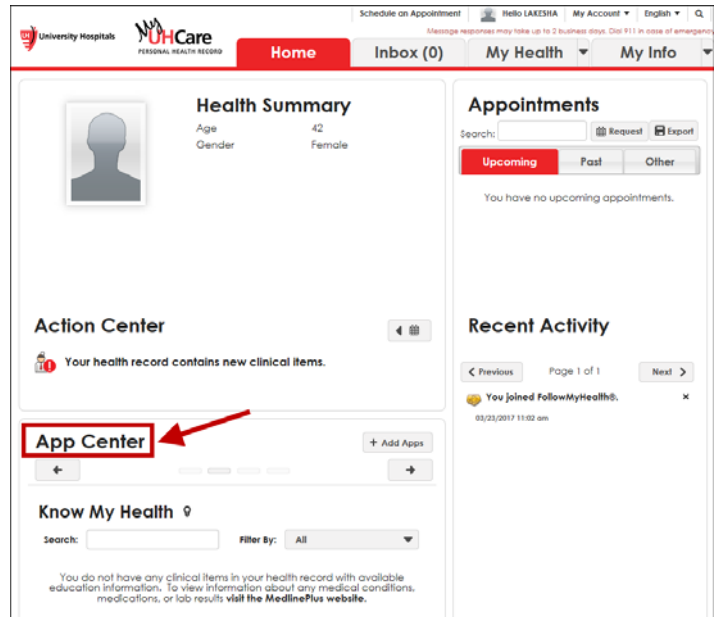 Schedule an Appointment Hello LAKESHA My Account English
University Hospitals
My UHCare
PERSONAL HEALTH RECORD
Message responses may take up to 2 business days. Dial 911 in case of emergency
Home Inbox (0) My Health My Info
Health Summary
Age 42
Gender Female
Appointments
Search: Request Export
Upcoming Past Other
You have no upcoming appointments.
Action Center
Your health record contains new clinical items.
Recent Activity
Previous Page 1 of 1 Next
You joined FollowMyHealth®. ×
03/23/2017 11:02 am
App Center
+ Add Apps
Know My Health
Search: Filter By: All
You do not have any clinical items in your health record with available
education information. To view information about any medical conditions,
medications, or lab results visit the MedlinePlus website.